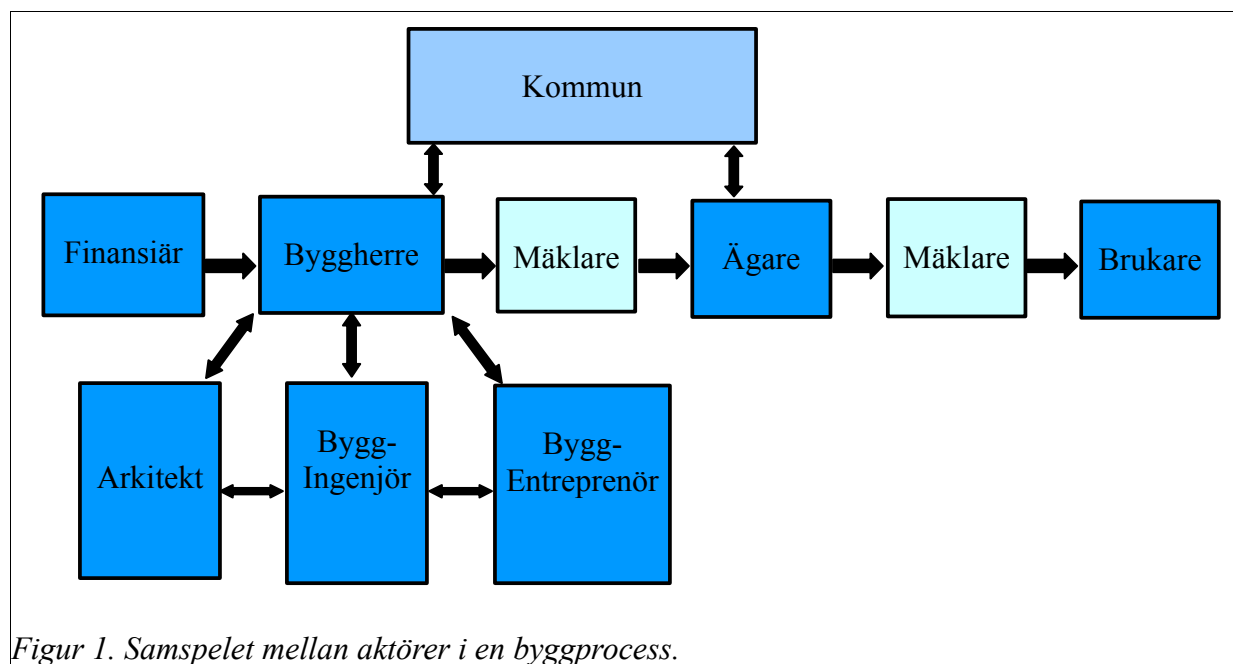 Kommun
Finansiär
Byggherre
Mäklare
Ägare
Mäklare
Brukare
Arkitekt
Bygg-
Ingenjör
Bygg-
Entreprenör
Figur 1. Samspelet mellan aktörer i en byggprocess.